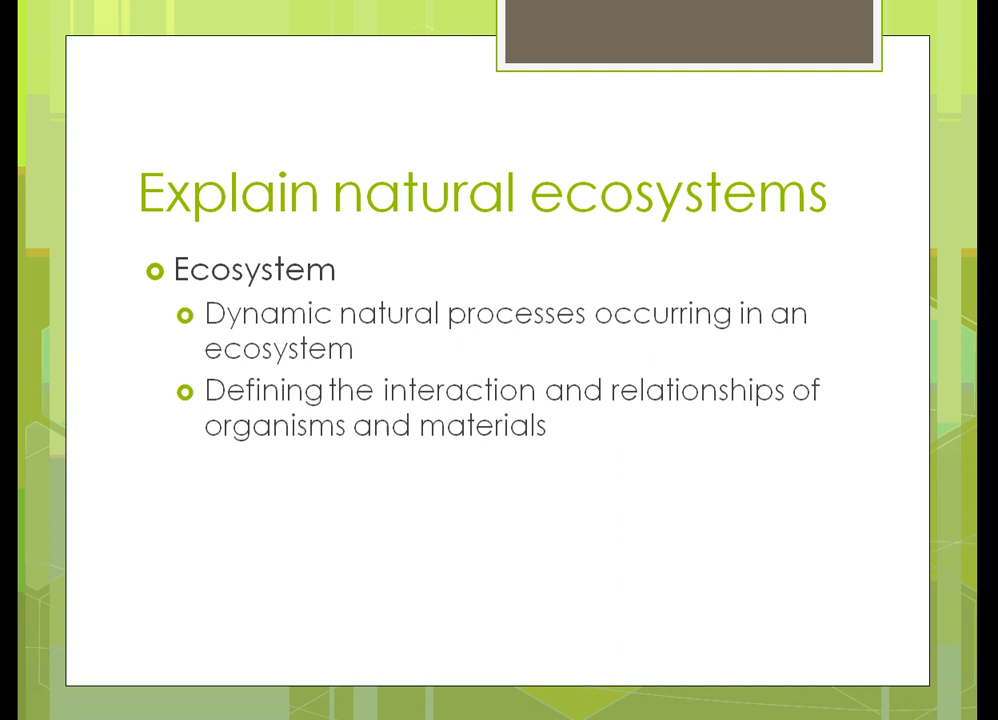 Explain natural ecosystems
Ecosystem
Dynamic natural processes occurring in an
ecosystem
Defining the interaction and relationships of
organisms and materials